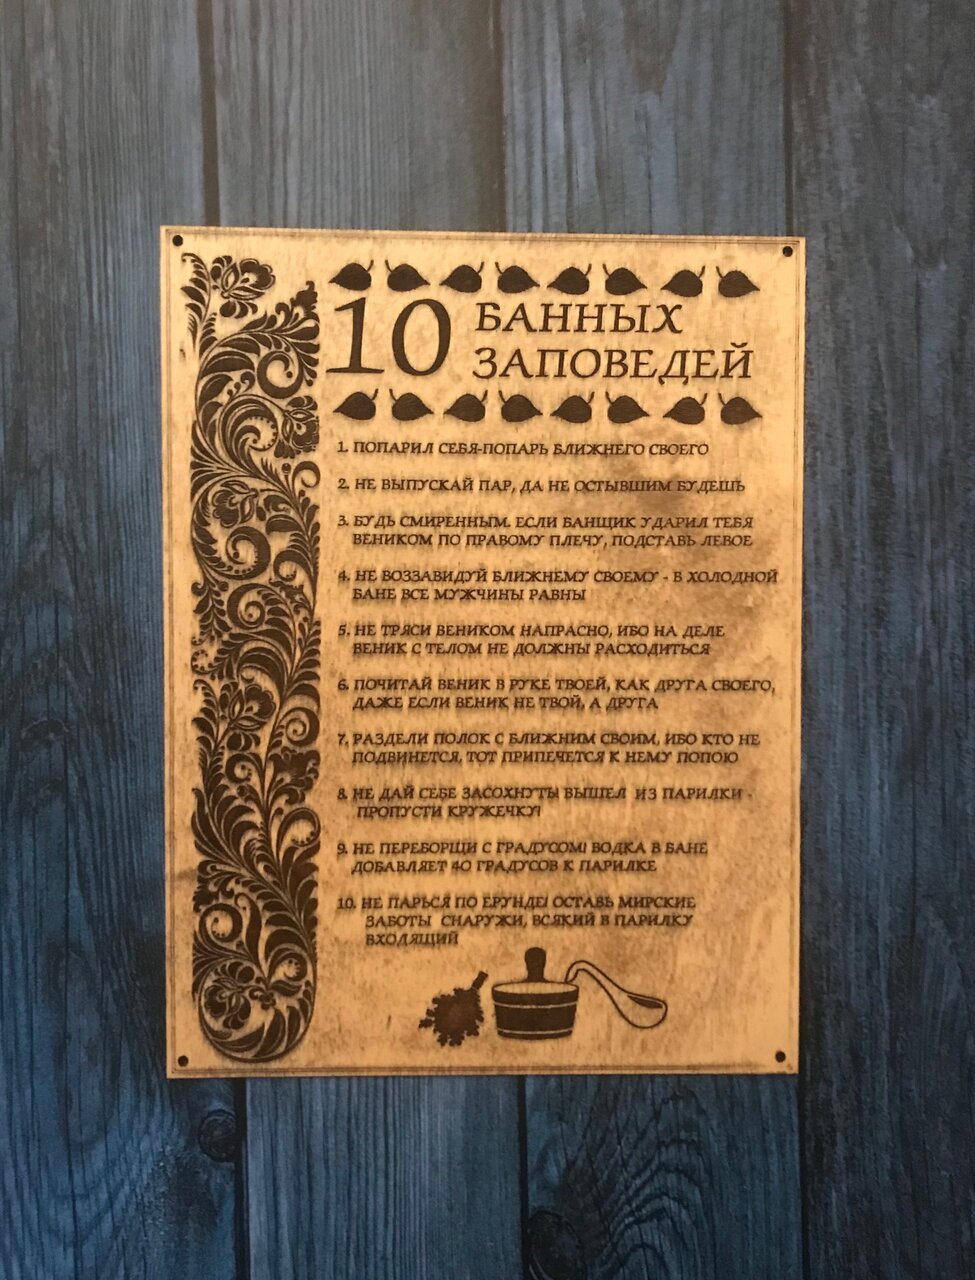 10 БАННЫХ
ЗАПОВЕДЕЙ
1. ПОПАРИЛ СЕБЯ-ПОПАРЬ БЛИЖНЕГО СВОЕГО
2. НЕ ВЫПУСКАЙ ПАР, ДА НЕ ОСТЫВШИМ БУДЕШЬ
3. БУДЬ СМИРЕННЫМ. ЕСЛИ БАНЩИК УДАРИЛ ТЕБЯ
ВЕНИКОМ ПО ПРАВОМУ ПЛЕЧУ, ПОДСТАВЬ ЛЕВОЕ
4. НЕ ВОЗЗАВИДУЙ БЛИЖНЕМУ СВОЕМУ - В ХОЛОДНОЙ
БАНЕ ВСЕ МУЖЧИНЫ РАВНЫ
5. НЕ ТРЯСИ ВЕНИКОМ НАПРАСНО, ИБО НА ДЕЛЕ
ВЕНИК С ТЕЛОМ НЕ ДОЛЖНЫ РАСХОДИТЬСЯ
6. ПОЧИТАЙ ВЕНИК В РУКЕ ТВОЕЙ, КАК ДРУГА СВОЕГО,
ДАЖЕ ЕСЛИ ВЕНИК НЕ ТВОЙ, А ДРУГА
7. РАЗДЕЛИ ПОЛОК С БЛИЖНИМ СВОИМ, ИБО КТО НЕ
ПОДВИНЕТСЯ, ТОТ ПРИПЕЧЕТСЯ К НЕМУ ПОПОЮ
8. НЕ ДАЙ СЕБЕ ЗАСОХНУТЬ! ВЫШЕЛ ИЗ ПАРИЛКИ -
ПРОПУСТИ КРУЖЕЧКУ!
9. НЕ ПЕРЕБОРЩИ С ГРАДУСОМ! ВОДКА В БАНЕ
ДОБАВЛЯЕТ 40 ГРАДУСОВ К ПАРИЛКЕ
10. НЕ ПАРЬСЯ ПО ЕРУНДЕ! ОСТАВЬ МИРСКИЕ
ЗАБОТЫ СНАРУЖИ, ВСЯКИЙ В ПАРИЛКУ
ВХОДЯЩИЙ